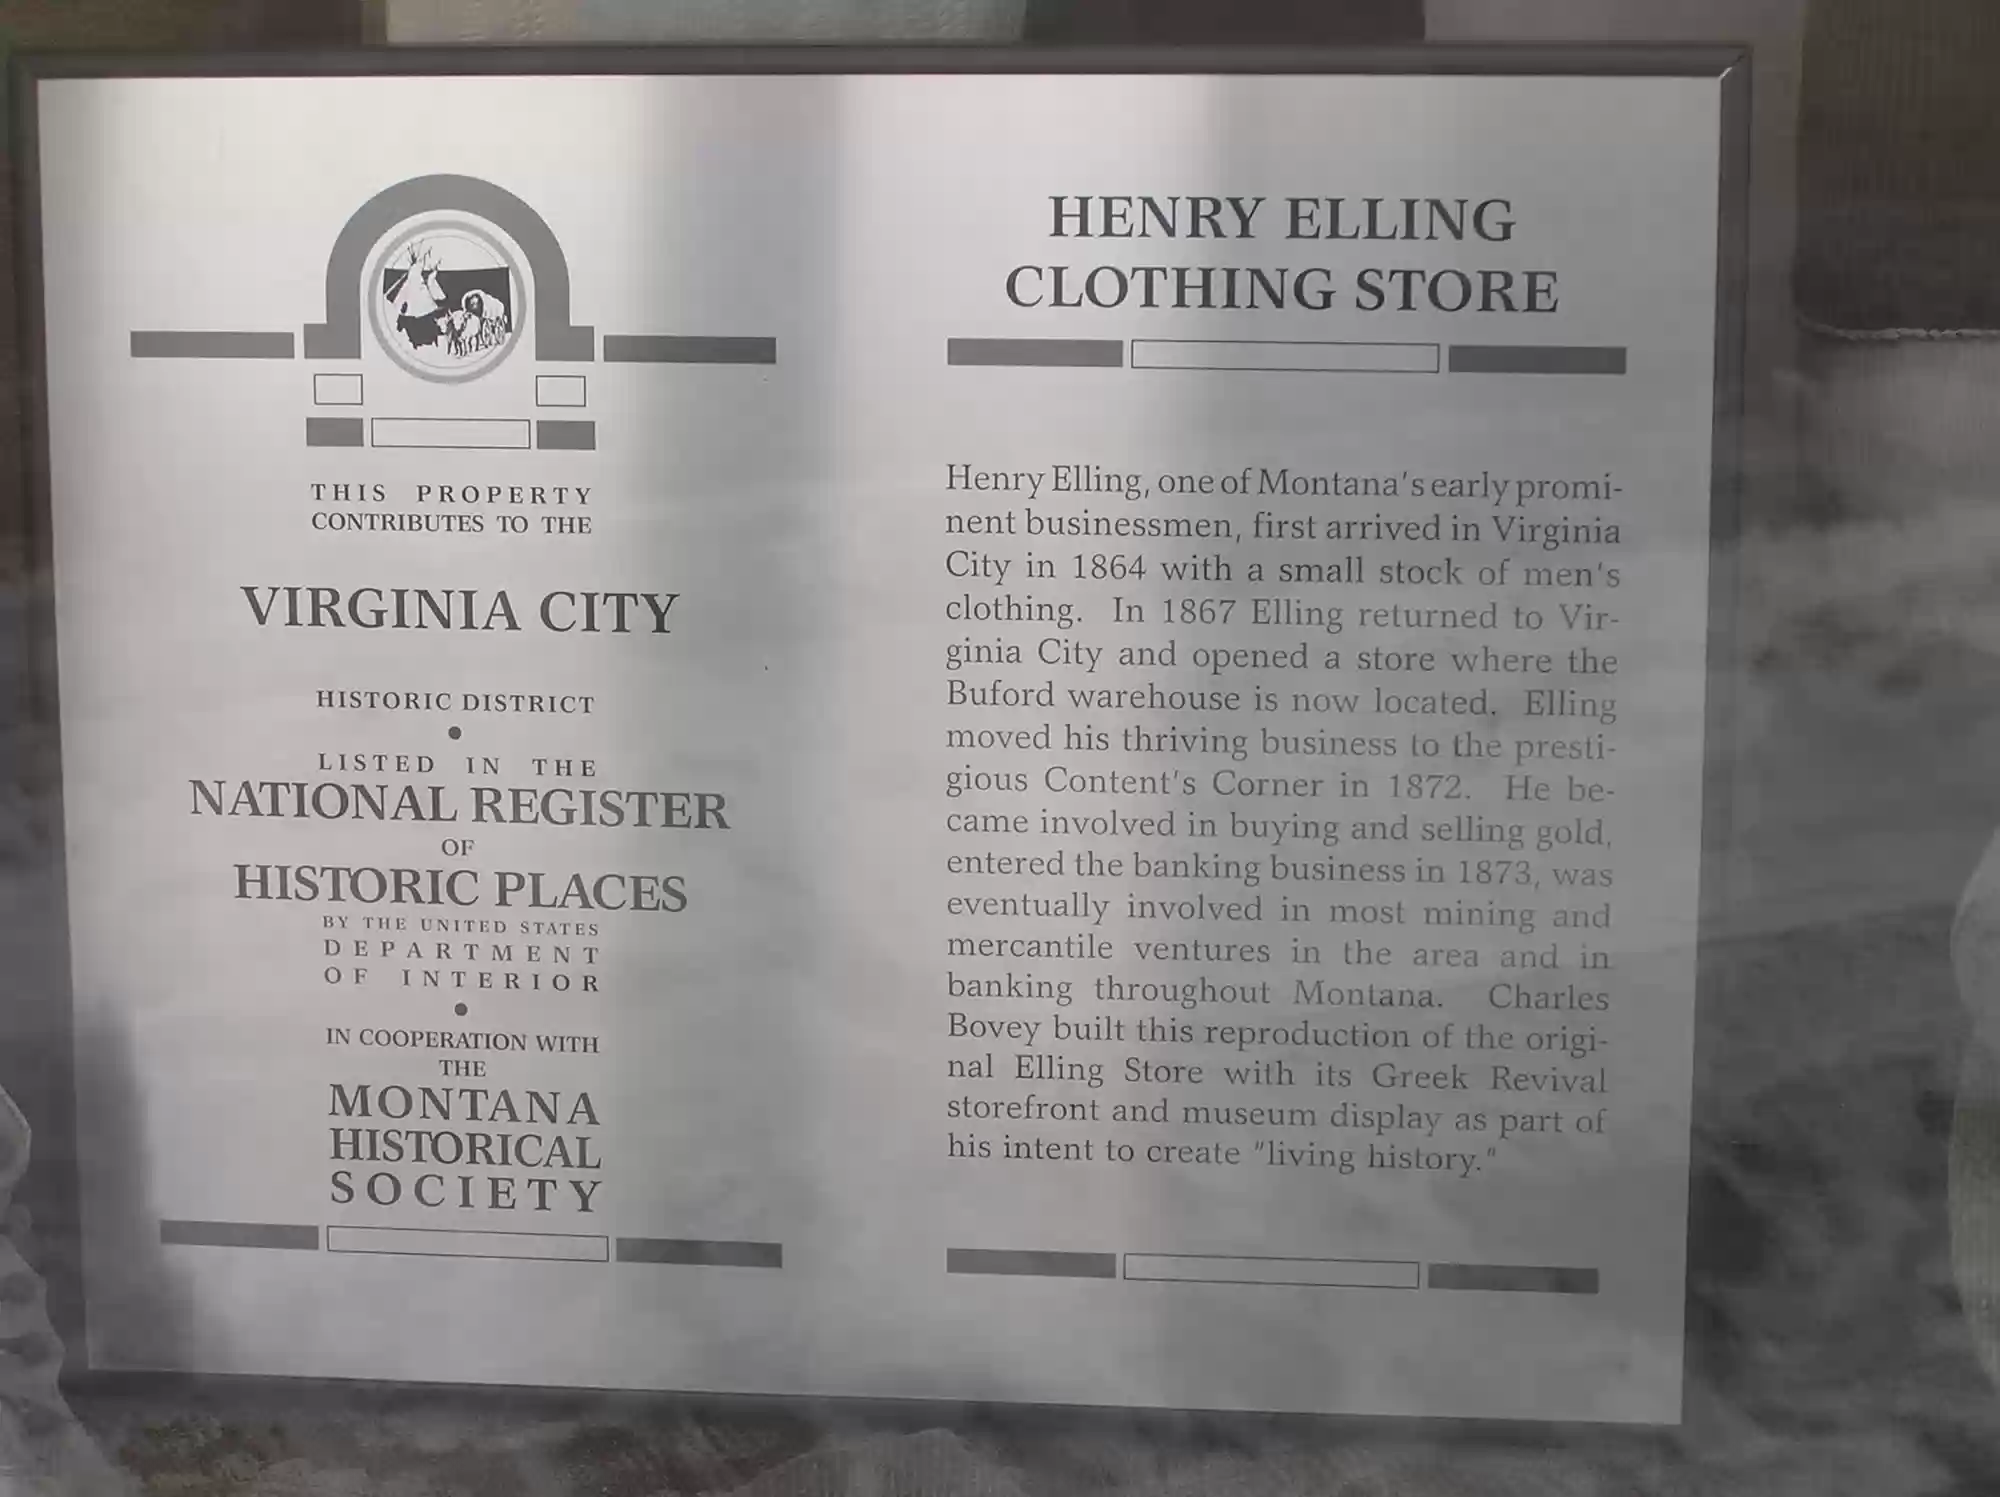 THIS PROPERTY
CONTRIBUTES TO THE
VIRGINIA CITY
HISTORIC DISTRICT
LISTED IN THE
NATIONAL REGISTER
OF
HISTORIC PLACES
BY THE UNITED STATES
DEPARTMENT
OF INTERIOR
IN COOPERATION WITH
THE
MONTANA
HISTORICAL
SOCIETY
HENRY ELLING
CLOTHING STORE
Henry Elling, one of Montana's early promi-
nent businessmen, first arrived in Virginia
City in 1864 with a small stock of men's
clothing. In 1867 Elling returned to Vir-
ginia City and opened a store where the
Buford warehouse is now located. Elling
moved his thriving business to the presti-
gious Content's Corner in 1872. He be-
came involved in buying and selling gold,
entered the banking business in 1873, was
eventually involved in most mining and
mercantile ventures in the area and in
banking throughout Montana. Charles
Bovey built this reproduction of the origi-
nal Elling Store with its Greek Revival
storefront and museum display as part of
his intent to create "living history."